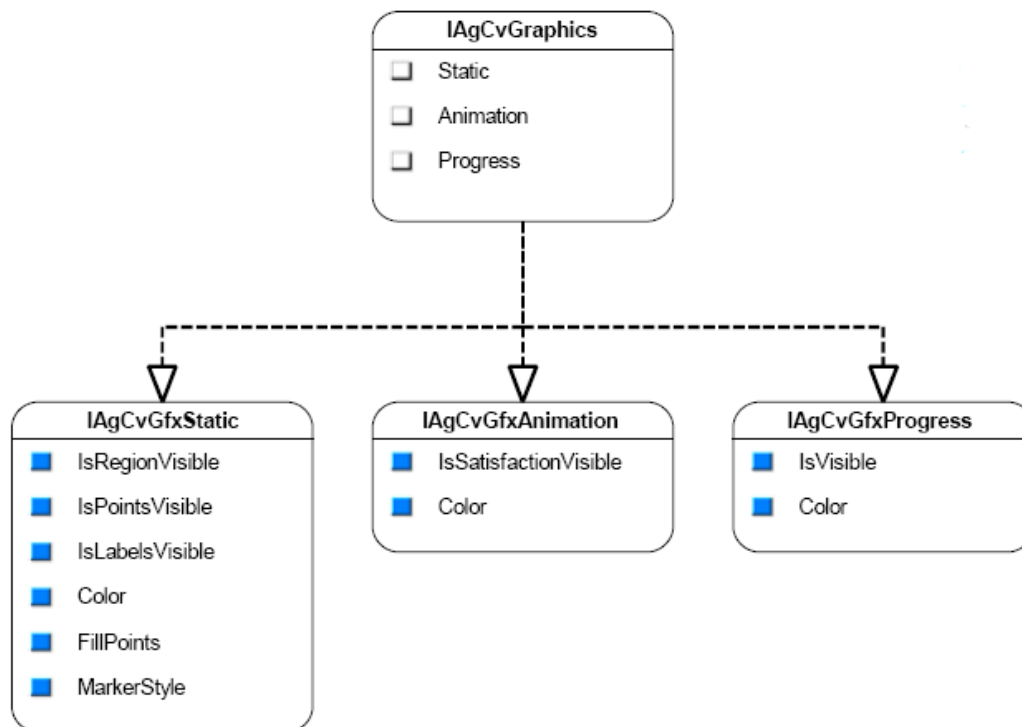 IAgCvGraphics
Static
Animation
Progress
IAgCvGfxStatic
IsRegionVisible
IsPointsVisible
IsLabelsVisible
Color
FillPoints
MarkerStyle
IAgCvGfxAnimation
IsSatisfactionVisible
Color
IAgCvGfxProgress
IsVisible
Color